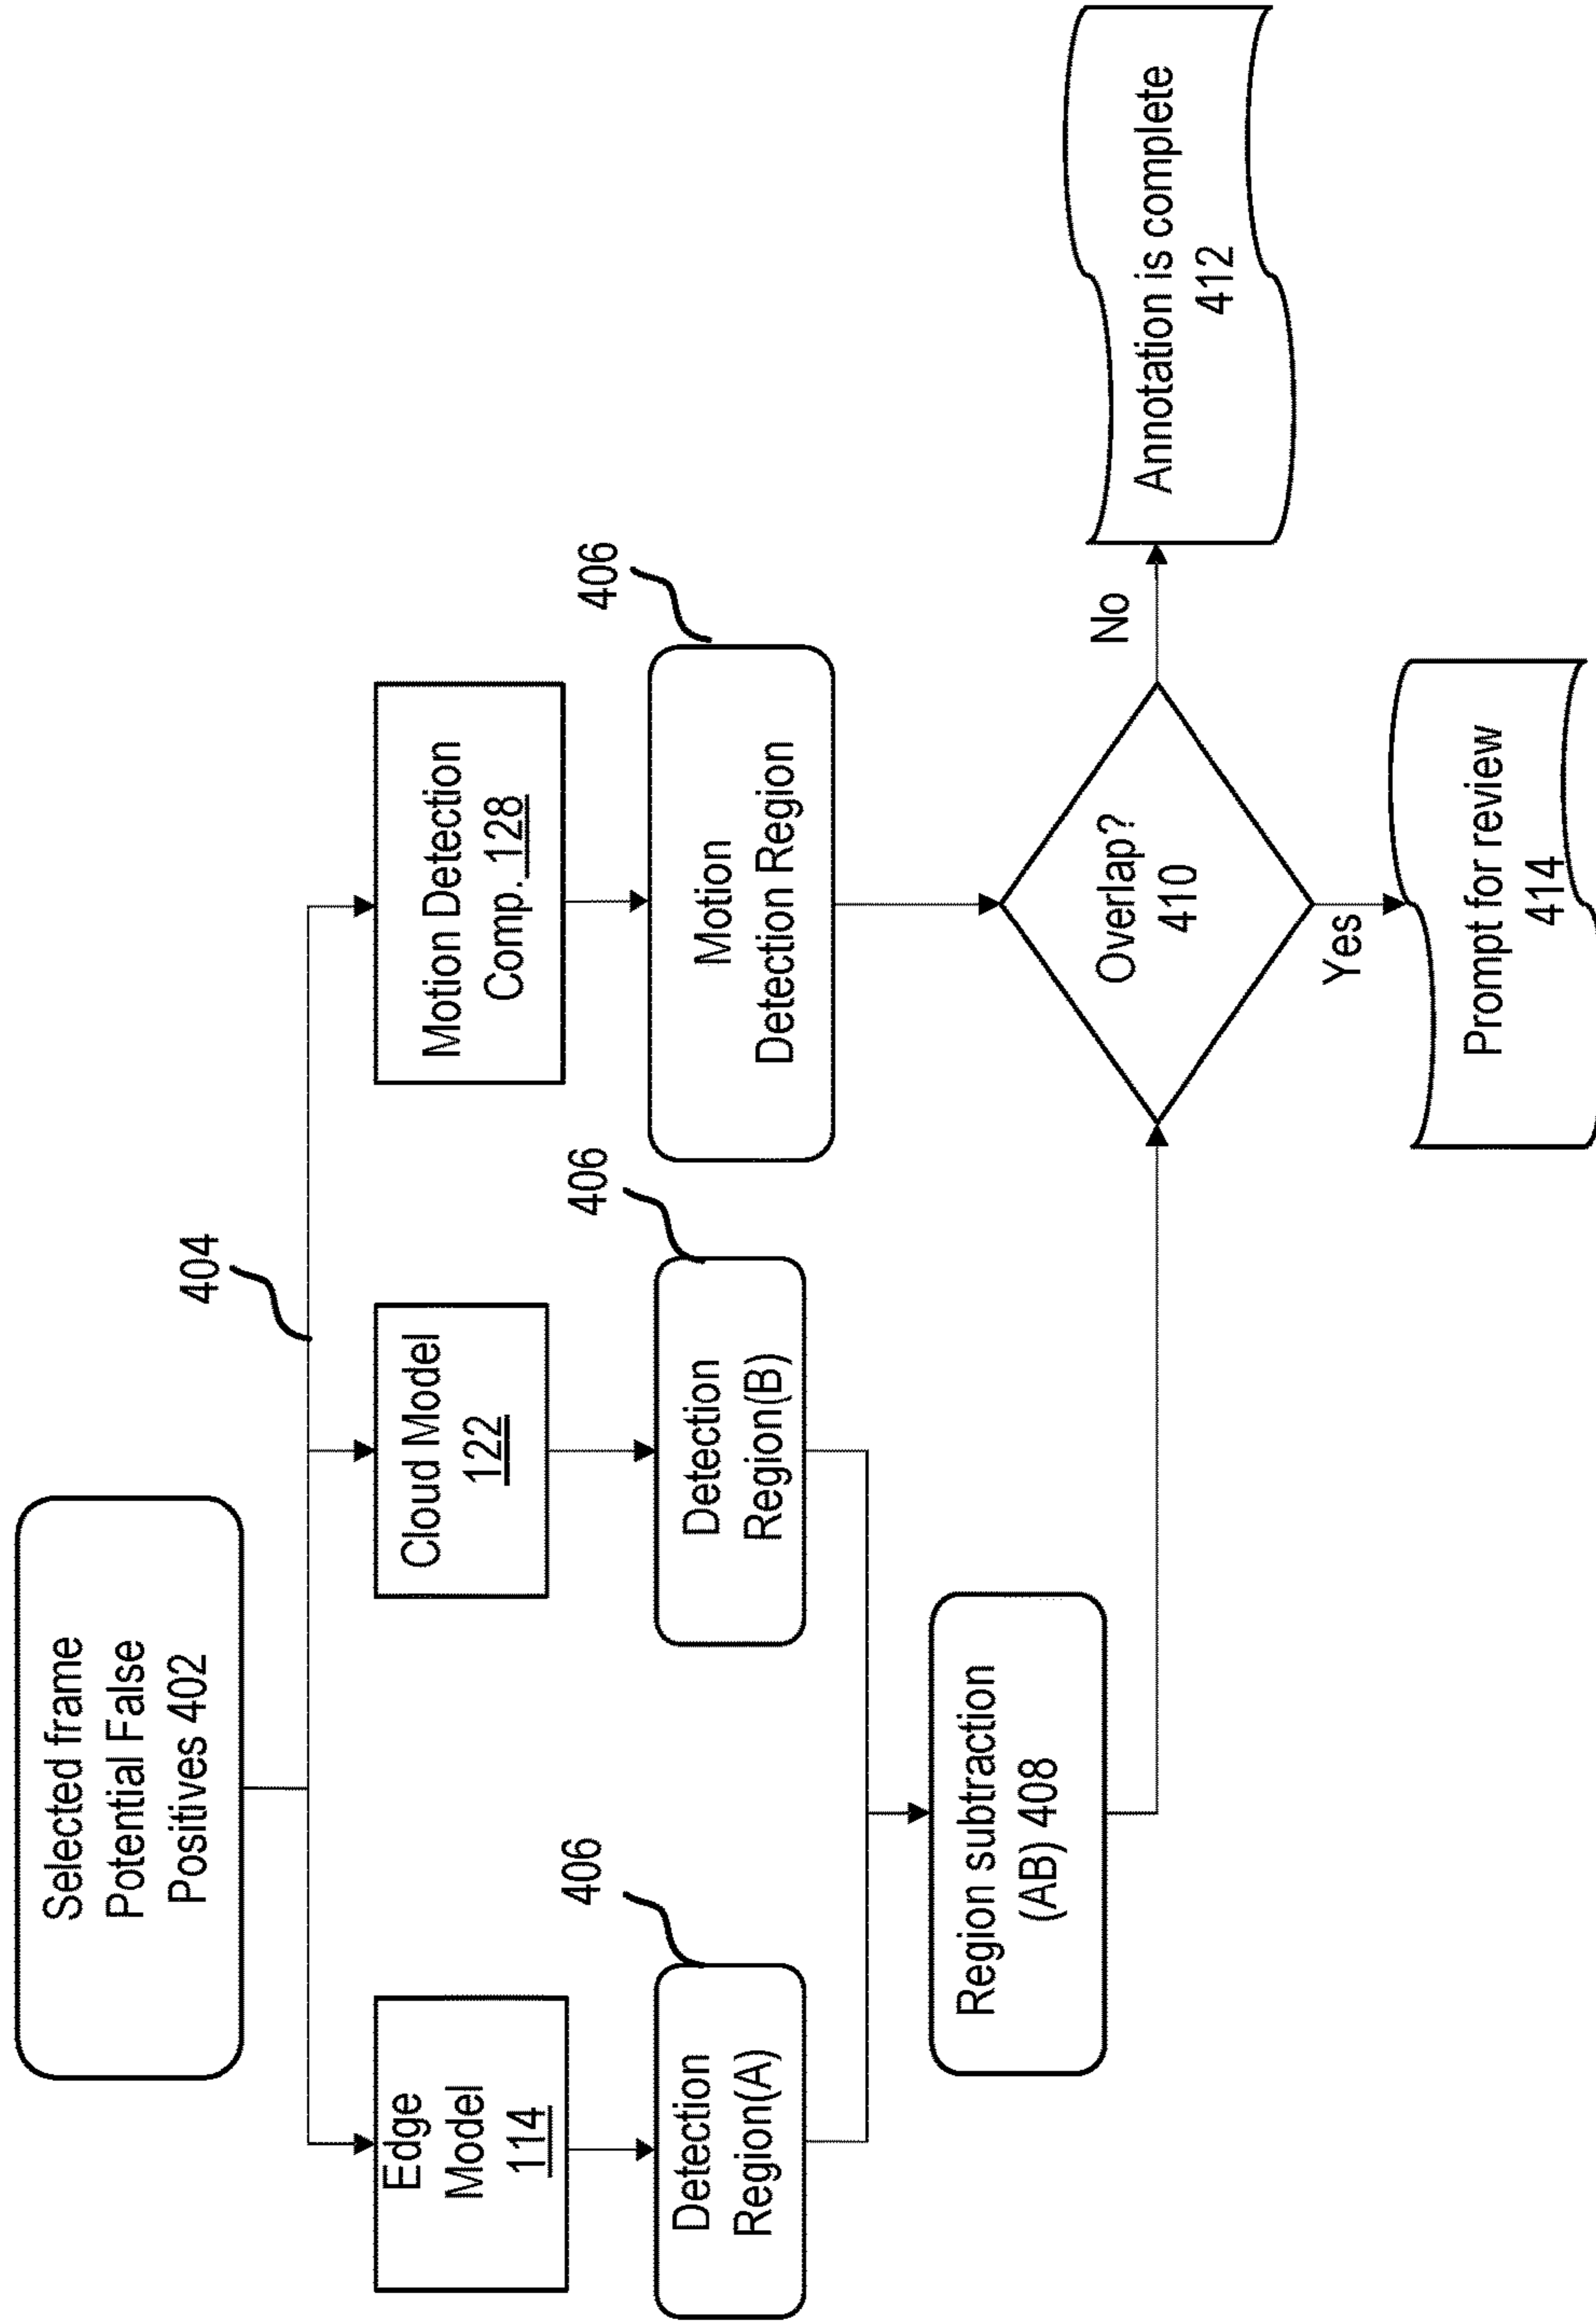 Selected frame
Potential False
Positives 402
404
Edge
Model
114
Cloud Model
122
Motion Detection
Comp. 128
406
406
406
Detection
Region(A)
Detection
Region(B)
Motion
Detection Region
Region subtraction
(AB) 408
Overlap?
410
No
Annotation is complete
412
Yes
Prompt for review
414